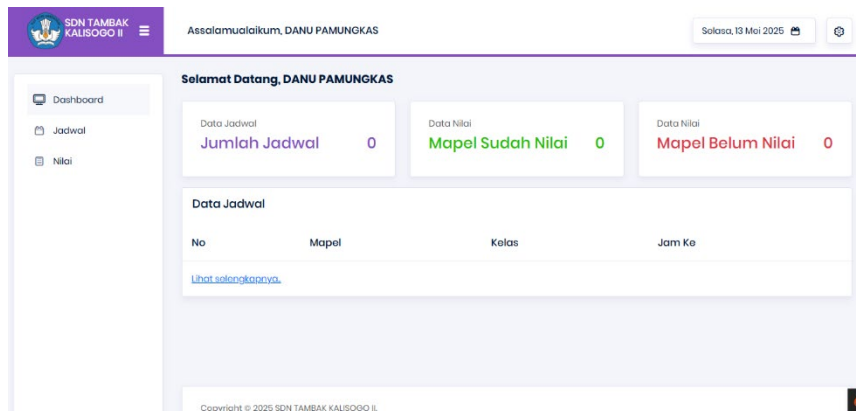 SDN TAMBAK
KALISOGO II
Assalamualaikum, DANU PAMUNGKAS
Selasa, 13 Mei 2025
Selamat Datang, DANU PAMUNGKAS
Dashboard
Jadwal
Nilai
Data Jadwal
Jumlah Jadwal 0
Data Nilai
Mapel Sudah Nilai 0
Data Nilai
Mapel Belum Nilai 0
Data Jadwal
No Mapel Kelas Jam Ke
Lihat selengkapnya..
Copyright © 2025 SDN TAMBAK KALISOGO II.